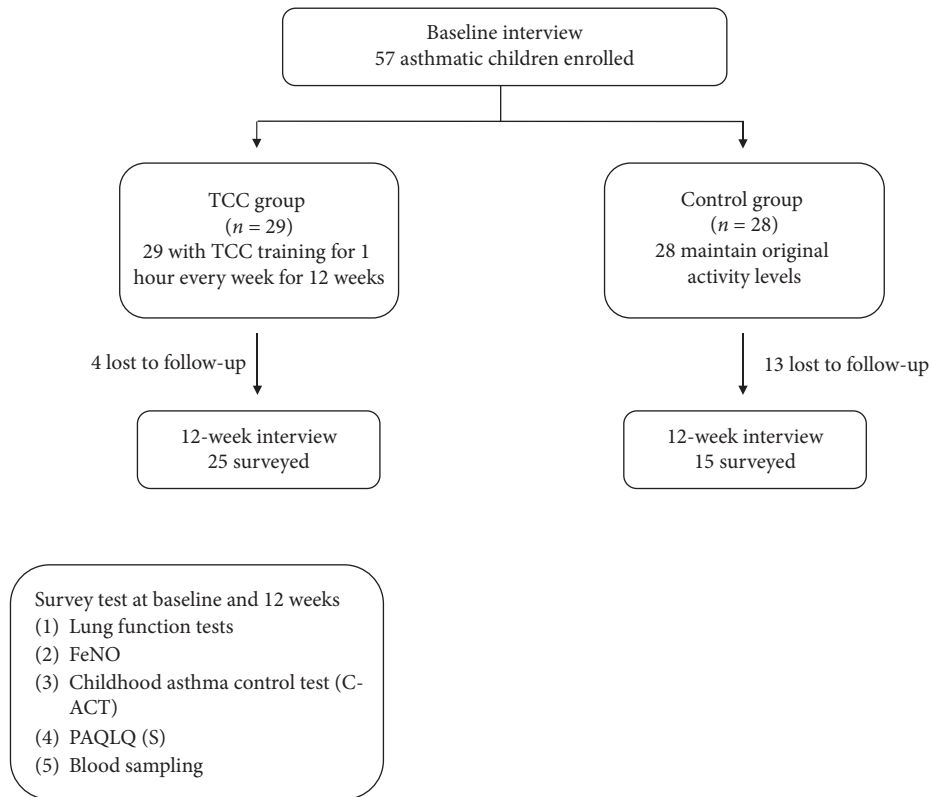 Baseline interview
57 asthmatic children enrolled
TCC group
(n = 29)
29 with TCC training for 1
hour every week for 12 weeks
Control group
(n = 28)
28 maintain original
activity levels
4 lost to follow-up
13 lost to follow-up
12-week interview
25 surveyed
12-week interview
15 surveyed
Survey test at baseline and 12 weeks
(1) Lung function tests
(2) FeNO
(3) Childhood asthma control test (C-
ACT)
(4) PAQLQ (S)
(5) Blood sampling